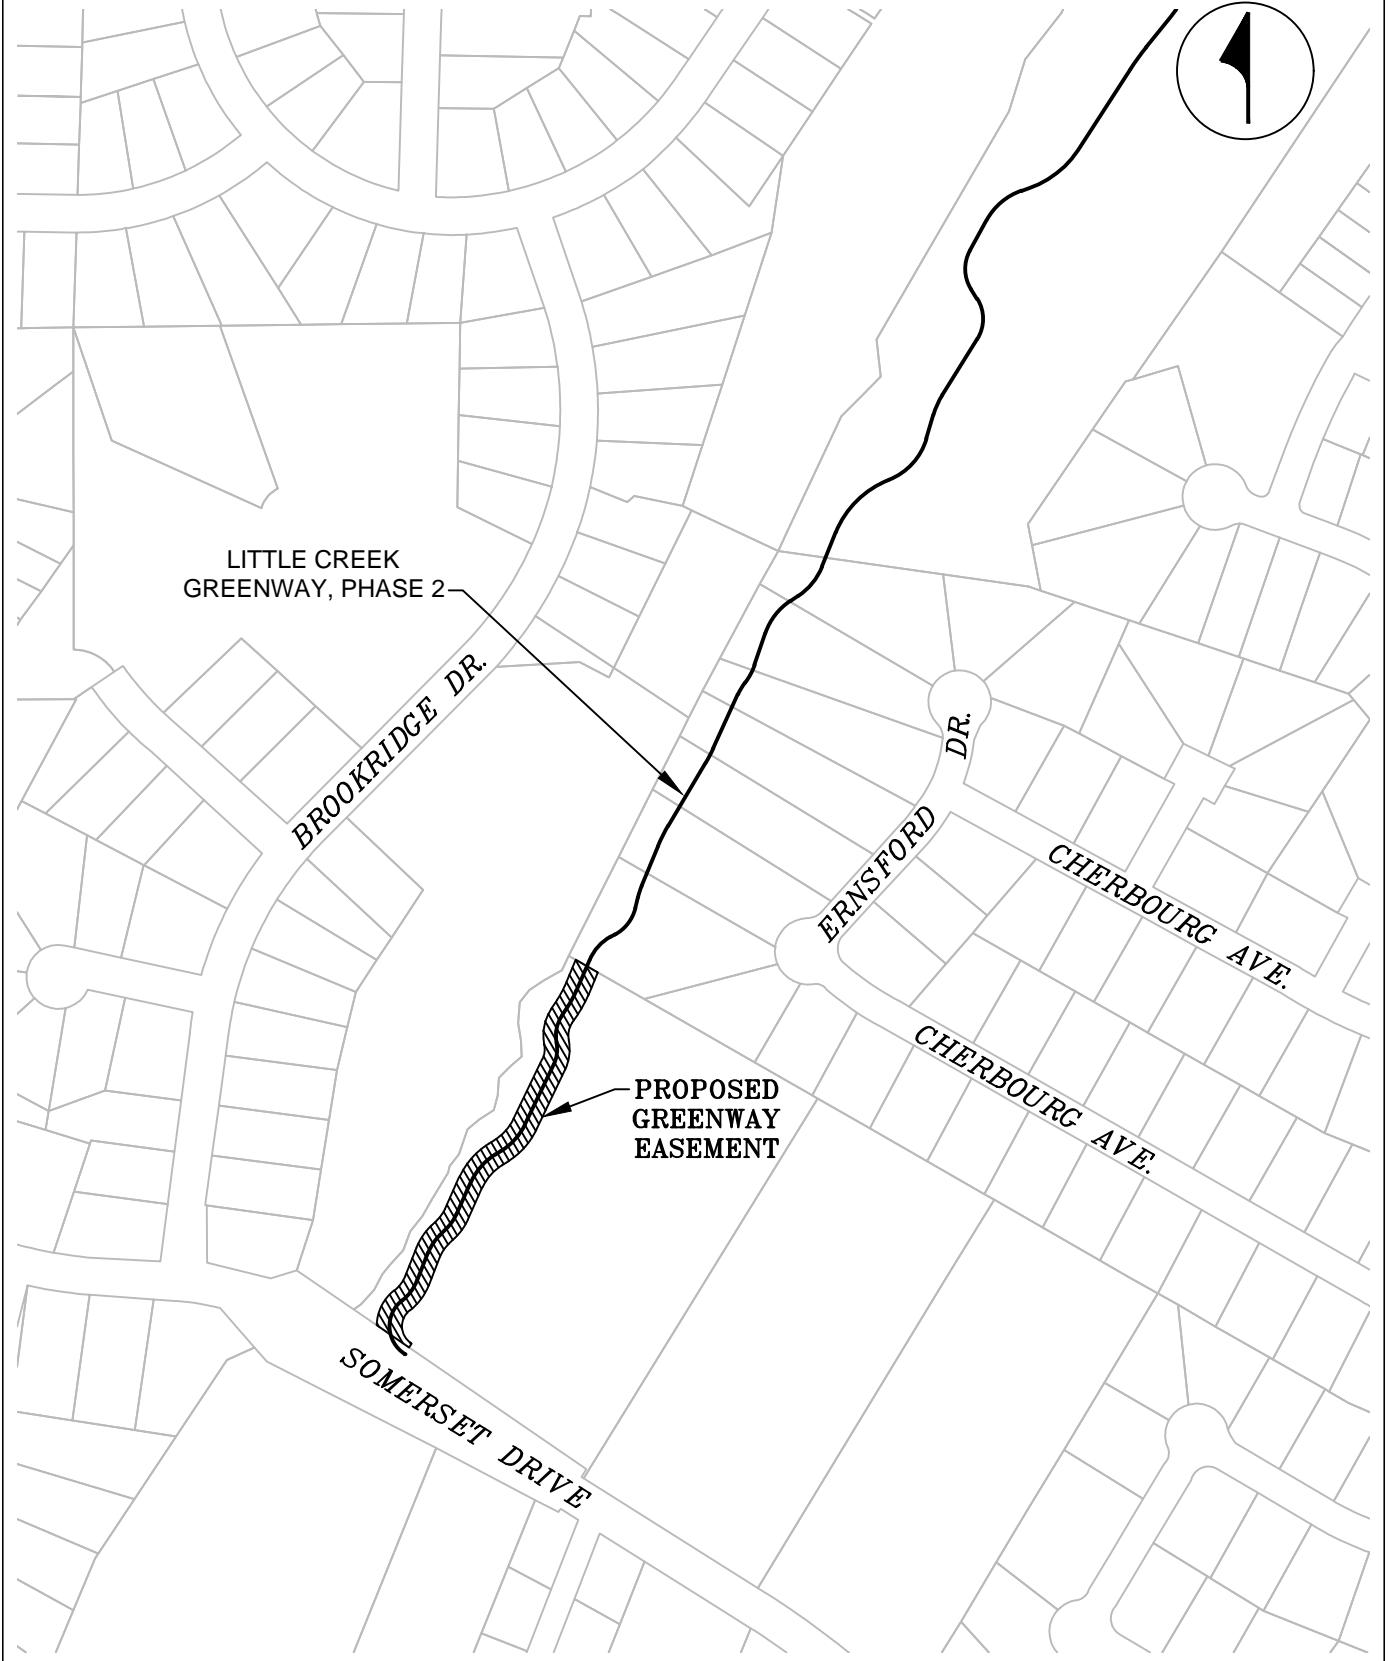 LITTLE CREEK
GREENWAY, PHASE 2
BROOKRIDGE DR.
ERNSFORD DR.
CHERBOURG AVE.
CHERBOURG AVE.
PROPOSED
GREENWAY
EASEMENT
SOMERSET DRIVE